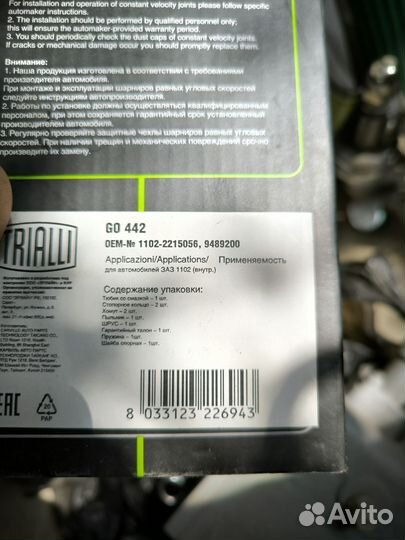 For installation and operation of constant velocity joints please follow
automaker instructions.
2. The installation should be performed by qualified personnel only;
this will ensure the automaker-provided warranty period.
3. You should periodically check the dust caps of constant velocity joints.
If cracks or mechanical damage occur you should promptly replace them.
Внимание:
1. Наша продукция изготовлена в соответствии с требованиями
производителя автомобиля.
При монтаже и эксплуатации шарниров равных угловых скоростей
следуйте инструкциям автопроизводителя.
2. Работы по установке должны осуществляться квалифицированным
персоналом, при этом сохраняется гарантийный срок установленный
производителем автомобиля.
3. Регулярно проверяйте защитные чехлы шарниров равных угловых
скоростей. При наличии трещин и механических повреждений срочно
произведите их замену.
TRIALLI
GO 442
OEM-№ 1102-2215056, 9489200
Applicazioni/Applications/ Применяемость
для автомобилей ЗАЗ 1102 (внутр.)
Содержание упаковки:
Тюбик со смазкой – 1 шт.
Стопорное кольцо – 2 шт.
Хомут – 2 шт.
Пыльник – 1 шт.
ШРУС – 1 шт.
Гарантийный талон – 1 шт.
Пружина – 1шт.
Шайба опорная – 1шт.
EAC
20
PAP
8 033123 226943
Avito